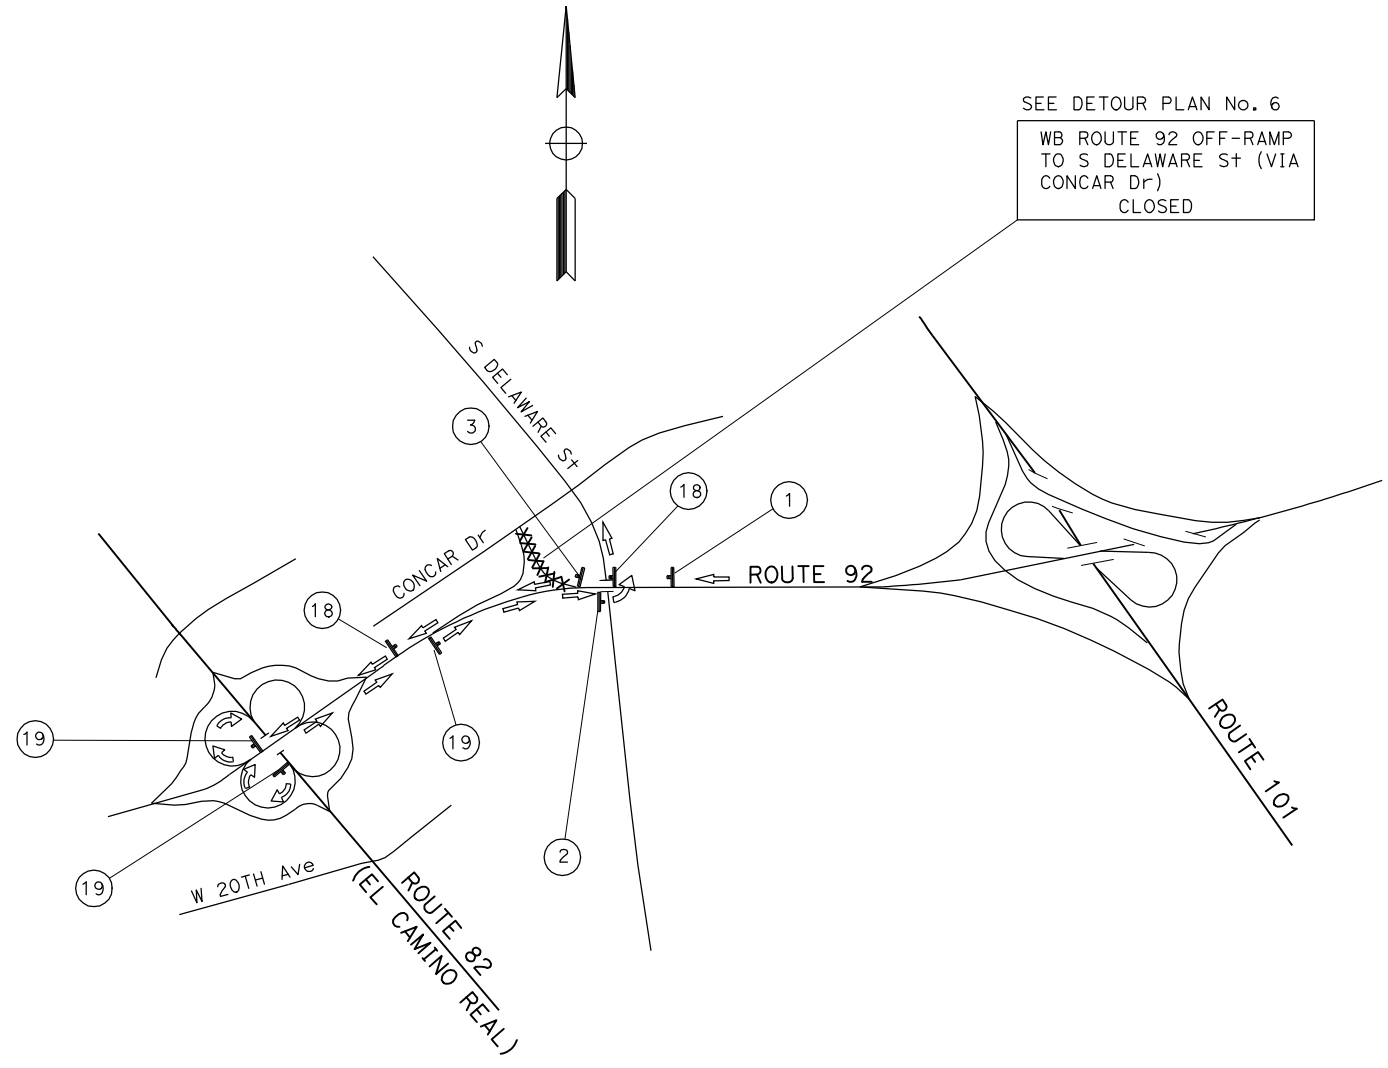 SEE DETOUR PLAN No. 6
WB ROUTE 92 OFF-RAMP
TO S DELAWARE St (VIA
CONCAR Dr)
CLOSED
S DELAWARE St
3
18
1
CONCAR Dr
ROUTE 92
18
19
19
ROUTE 101
2
19
W 20TH Ave
ROUTE 82
(EL CAMINO REAL)